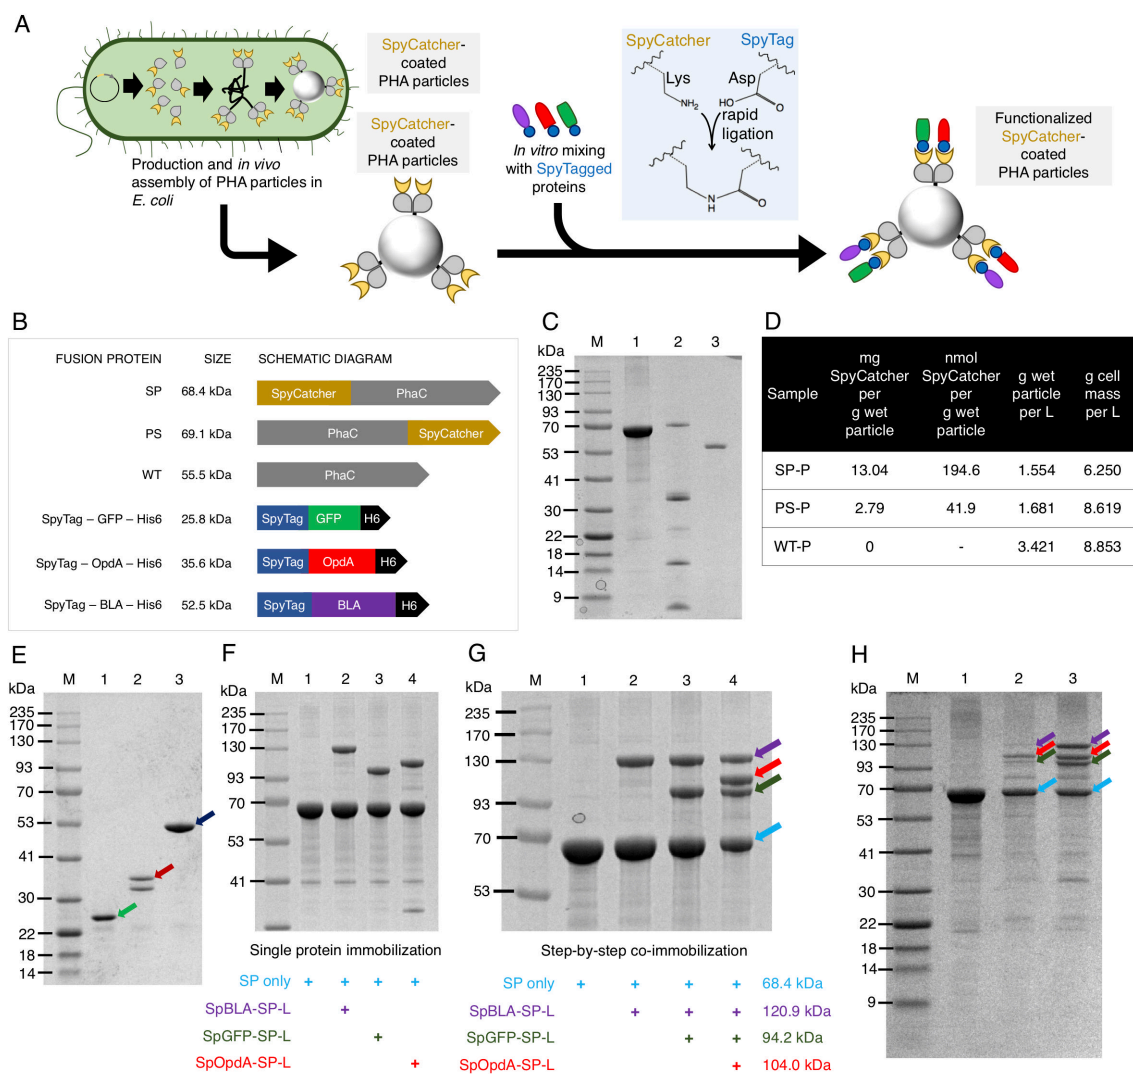 A
SpyCatcher-
coated
PHA particles
Production and in vivo
assembly of PHA particles in
E. coli
SpyCatcher-
coated
PHA particles
In vitro mixing
with SpyTagged
proteins
SpyCatcher
SpyTag
Lys
Asp
NH2
HO
O
rapid
ligation
N
H
O
Functionalized
SpyCatcher-
coated
PHA particles
B
FUSION PROTEIN SIZE SCHEMATIC DIAGRAM
SP 68.4 kDa SpyCatcher PhaC
PS 69.1 kDa PhaC SpyCatcher
WT 55.5 kDa PhaC
SpyTag – GFP – His6 25.8 kDa SpyTag GFP H6
SpyTag – OpdA – His6 35.6 kDa SpyTag OpdA H6
SpyTag – BLA – His6 52.5 kDa SpyTag BLA H6
C
kDa M 1 2 3
235
170
130
93
70
53
41
30
22
18
14
9
D
Sample
mg
SpyCatcher
per
g wet
particle
nmol
SpyCatcher
per
g wet
particle
g wet
particle
per L
g cell
mass
per L
SP-P 13.04 194.6 1.554 6.250
PS-P 2.79 41.9 1.681 8.619
WT-P 0 - 3.421 8.853
E
kDa M 1 2 3
235
170
130
93
70
53
41
30
22
18
14
F
kDa M 1 2 3 4
235
170
130
93
70
53
41
Single protein immobilization
SP only + + + +
SpBLA-SP-L +
SpGFP-SP-L +
SpOpdA-SP-L +
G
kDa M 1 2 3 4
235
170
130
93
70
53
Step-by-step co-immobilization
SP only + + + + 68.4 kDa
SpBLA-SP-L + + + 120.9 kDa
SpGFP-SP-L + + 94.2 kDa
SpOpdA-SP-L + 104.0 kDa
H
kDa M 1 2 3
235
170
130
93
70
53
41
30
22
18
14
9